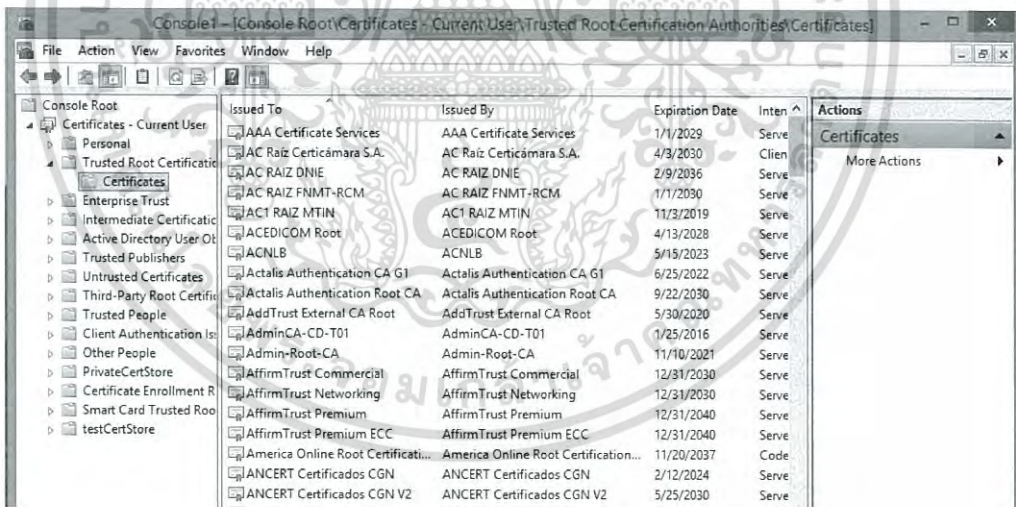 Console1 - [Console Root\Certificates - Current User\Trusted Root Certification Authorities\Certificates]
File Action View Favorites Window Help
Console Root
Certificates - Current User
Personal
Trusted Root Certificatic
Certificates
Enterprise Trust
Intermediate Certificatic
Active Directory User Ob
Trusted Publishers
Untrusted Certificates
Third-Party Root Certific
Trusted People
Client Authentication Is:
Other People
PrivateCertStore
Certificate Enrollment R
Smart Card Trusted Roo
testCertStore
Issued To Issued By Expiration Date Inten
AAA Certificate Services AAA Certificate Services 1/1/2029 Serve
AC Raíz Certicámara S.A. AC Raíz Certicámara S.A. 4/3/2030 Clien
AC RAIZ DNIE AC RAIZ DNIE 2/9/2036 Serve
AC RAIZ FNMT-RCM AC RAIZ FNMT-RCM 1/1/2030 Serve
AC1 RAIZ MTIN AC1 RAIZ MTIN 11/3/2019 Serve
ACEDICOM Root ACEDICOM Root 4/13/2028 Serve
ACNLB ACNLB 5/15/2023 Serve
Actalis Authentication CA G1 Actalis Authentication CA G1 6/25/2022 Serve
Actalis Authentication Root CA Actalis Authentication Root CA 9/22/2030 Serve
AddTrust External CA Root AddTrust External CA Root 5/30/2020 Serve
AdminCA-CD-T01 AdminCA-CD-T01 1/25/2016 Serve
Admin-Root-CA Admin-Root-CA 11/10/2021 Serve
AffirmTrust Commercial AffirmTrust Commercial 12/31/2030 Serve
AffirmTrust Networking AffirmTrust Networking 12/31/2030 Serve
AffirmTrust Premium AffirmTrust Premium 12/31/2040 Serve
AffirmTrust Premium ECC AffirmTrust Premium ECC 12/31/2040 Serve
America Online Root Certificati... America Online Root Certification... 11/20/2037 Code
ANCERT Certificados CGN ANCERT Certificados CGN 2/12/2024 Serve
ANCERT Certificados CGN V2 ANCERT Certificados CGN V2 5/25/2030 Serve
Actions
Certificates
More Actions